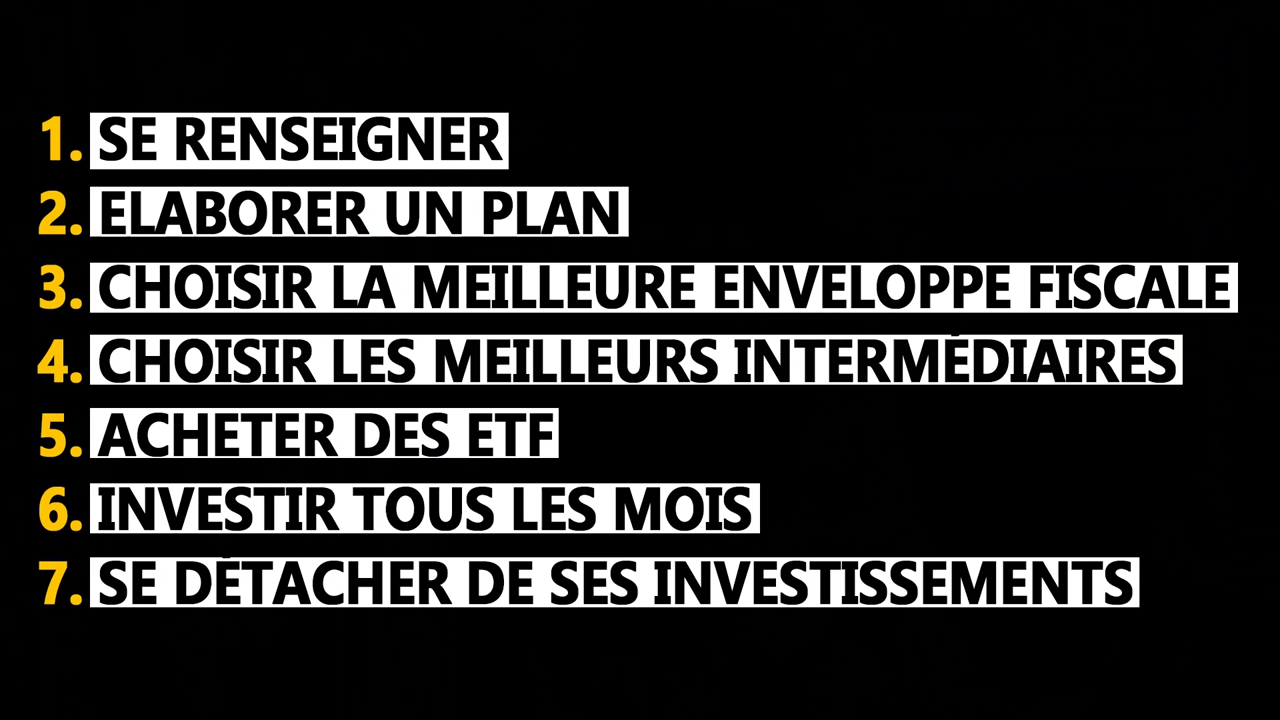 1. SE RENSEIGNER
2. ELABORER UN PLAN
3. CHOISIR LA MEILLEURE ENVELOPPE FISCALE
4. CHOISIR LES MEILLEURS INTERMÉDIAIRES
5. ACHETER DES ETF
6. INVESTIR TOUS LES MOIS
7. SE DÉTACHER DE SES INVESTISSEMENTS